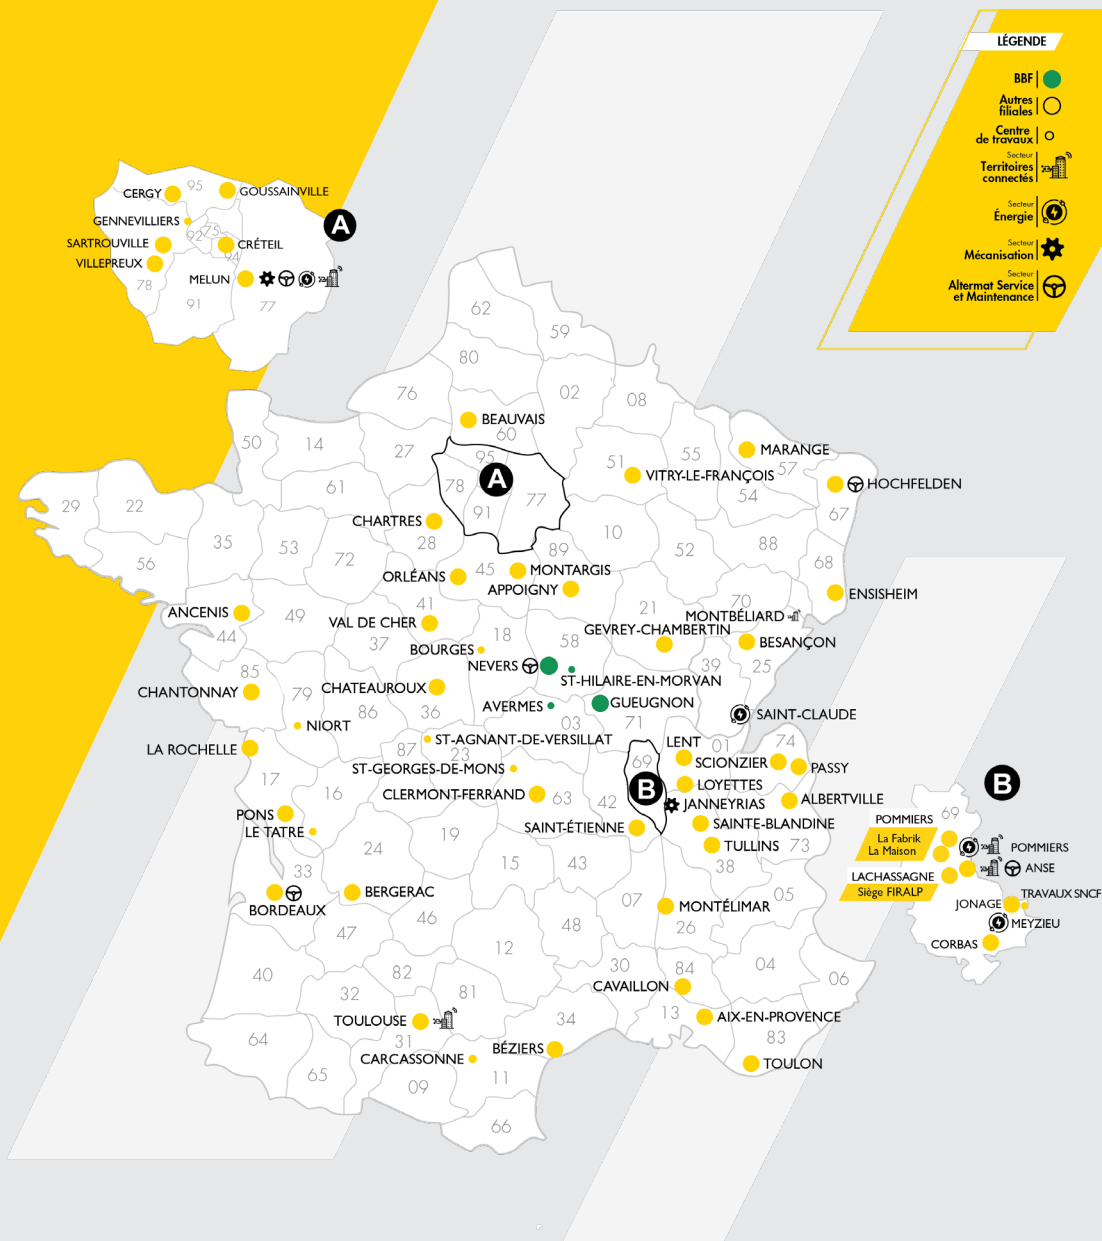 LÉGENDE
BBF
Autres
filiales
Centre
de travaux
Secteur
Territoires
connectés
Secteur
Énergie
Secteur
Mécanisation
Secteur
Altermat Service
et Maintenance
A
CERGY
95
GOUSSAINVILLE
GENNEVILLIERS
92
75
SARTROUVILLE
CRÉTEIL
94
VILLEPREUX
MELUN
78
91
77
62
59
80
76
02
08
BEAUVAIS
60
50
14
27
95
A
78
77
91
51
VITRY-LE-FRANÇOIS
55
MARANGE
57
54
HOCHFELDEN
67
61
29
22
35
53
72
56
CHARTRES
28
10
52
88
68
89
ORLÉANS
45
MONTARGIS
APPOIGNY
ENSISHEIM
70
41
21
MONTBÉLIARD
ANCENIS
49
44
VAL DE CHER
37
18
58
GEVREY-CHAMBERTIN
BESANÇON
BOURGES
NEVERS
39
25
85
ST-HILAIRE-EN-MORVAN
CHANTONNAY
79
CHATEAUROUX
36
86
AVERMES
GUEUGNON
SAINT-CLAUDE
03
71
NIORT
ST-AGNANT-DE-VERSILLAT
LENT
01
74
LA ROCHELLE
87
23
69
SCIONZIER
PASSY
ST-GEORGES-DE-MONS
17
16
CLERMONT-FERRAND
63
42
B
LOYETTES
JANNEYRIAS
ALBERTVILLE
PONS
LE TATRE
SAINT-ÉTIENNE
SAINTE-BLANDINE
19
24
TULLINS
73
15
43
38
33
BORDEAUX
BERGERAC
07
MONTÉLIMAR
05
46
47
48
26
12
40
82
30
84
04
06
CAVAILLON
32
81
TOULOUSE
34
13
AIX-EN-PROVENCE
64
31
83
CARCASSONNE
BÉZIERS
TOULON
65
09
11
66
B
69
POMMIERS
La Fabrik
La Maison
POMMIERS
LACHASSAGNE
ANSE
Siège FIRALP
TRAVAUX SNCF
JONAGE
MEYZIEU
CORBAS